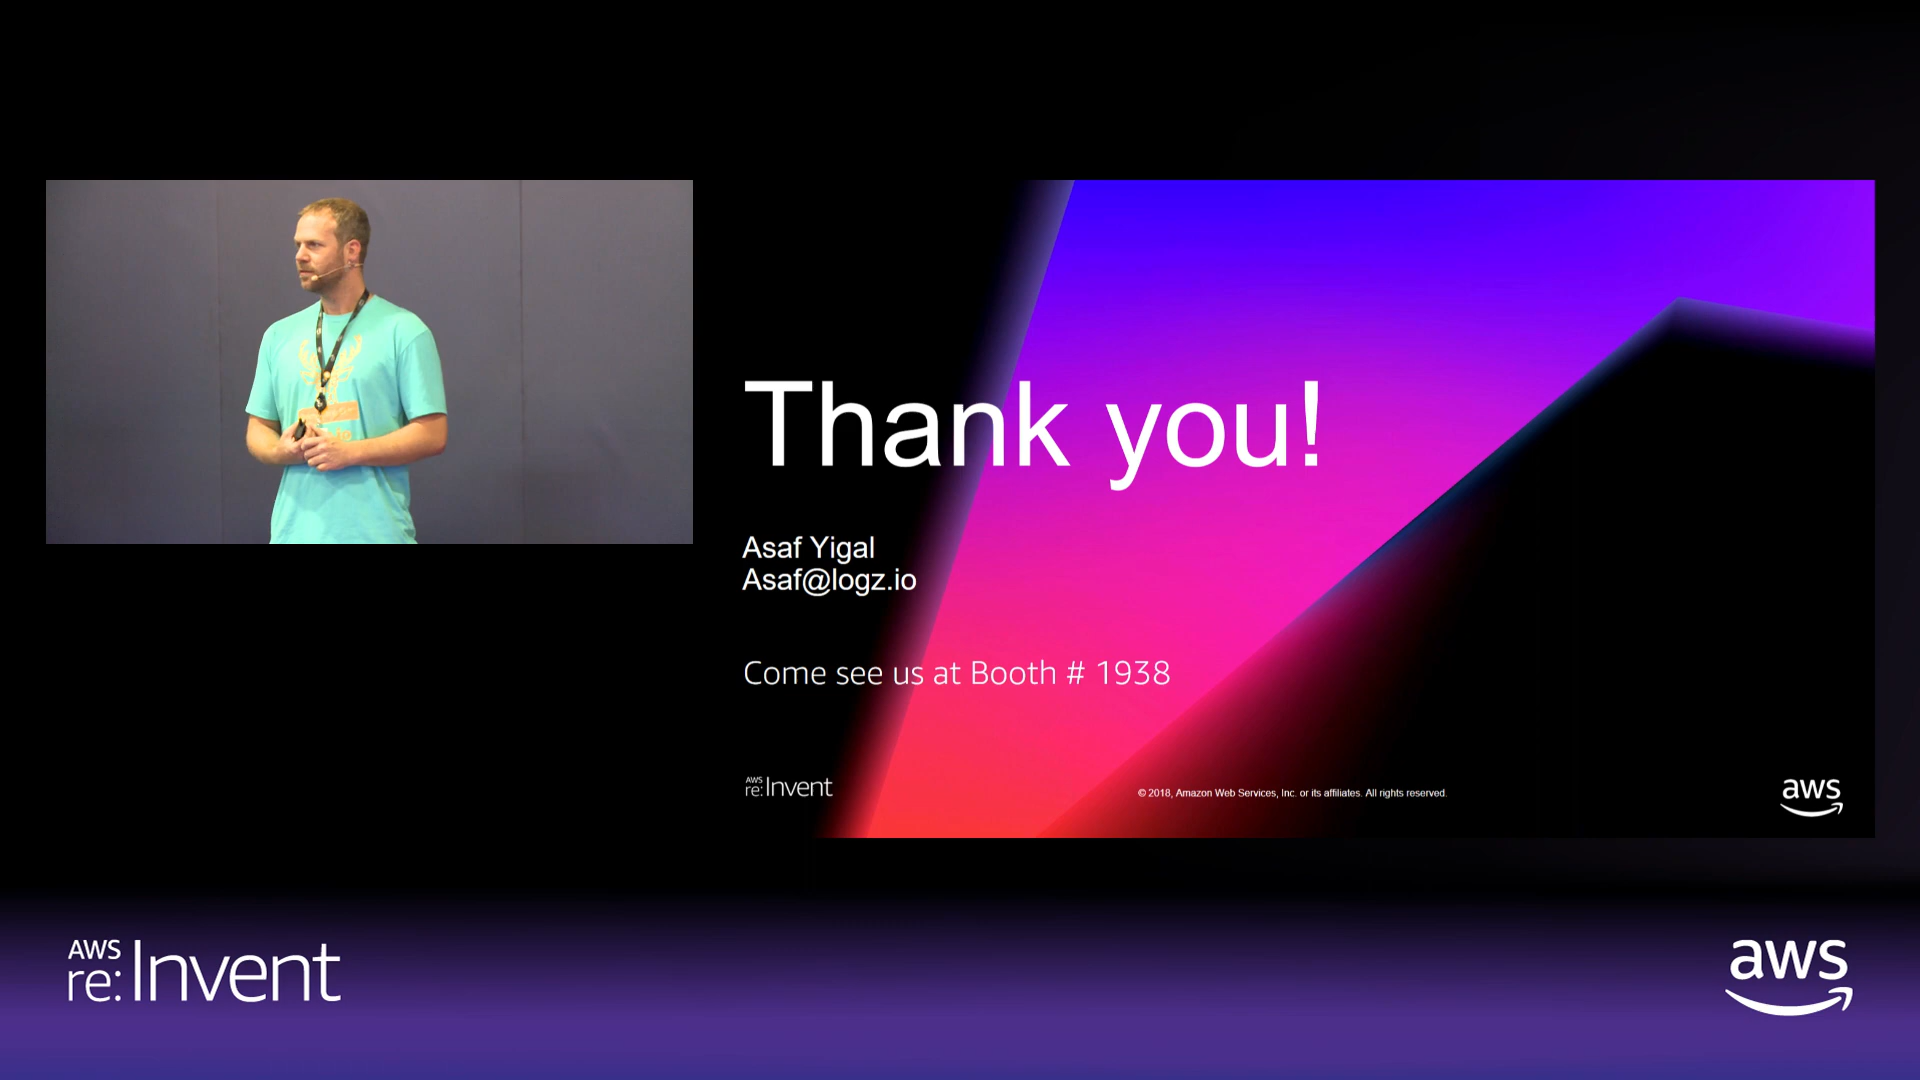 Thank you!
Asaf Yigal
Asaf@logz.io
Come see us at Booth # 1938
AWS
re:Invent
© 2018, Amazon Web Services, Inc. or its affiliates. All rights reserved.
aws
AWS
re:Invent
aws